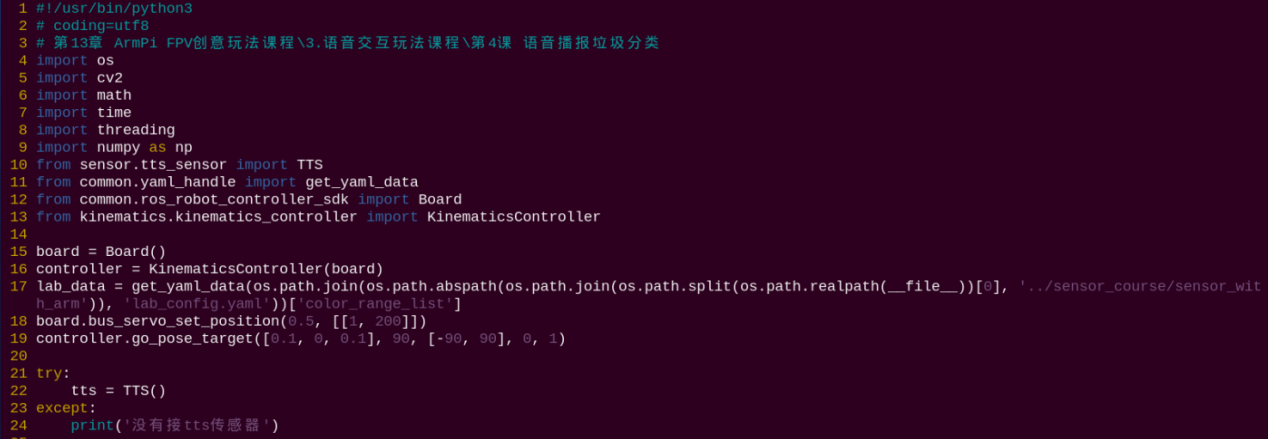 1 #!/usr/bin/python3
2 # coding=utf8
3 # 第13章 ArmPi FPV创意玩法课程\3.语音交互玩法课程\第4课 语音播报垃圾分类
4 import os
5 import cv2
6 import math
7 import time
8 import threading
9 import numpy as np
10 from sensor.tts_sensor import TTS
11 from common.yaml_handle import get_yaml_data
12 from common.ros_robot_controller_sdk import Board
13 from kinematics.kinematics_controller import KinematicsController
14
15 board = Board()
16 controller = KinematicsController(board)
17 lab_data = get_yaml_data(os.path.join(os.path.abspath(os.path.join(os.path.split(os.path.realpath(__file__))[0], '../sensor_course/sensor_wit
h_arm')), 'lab_config.yaml'))['color_range_list']
18 board.bus_servo_set_position(0.5, [[1, 200]])
19 controller.go_pose_target([0.1, 0, 0.1], 90, [-90, 90], 0, 1)
20
21 try:
22     tts = TTS()
23 except:
24     print('没有接tts传感器')